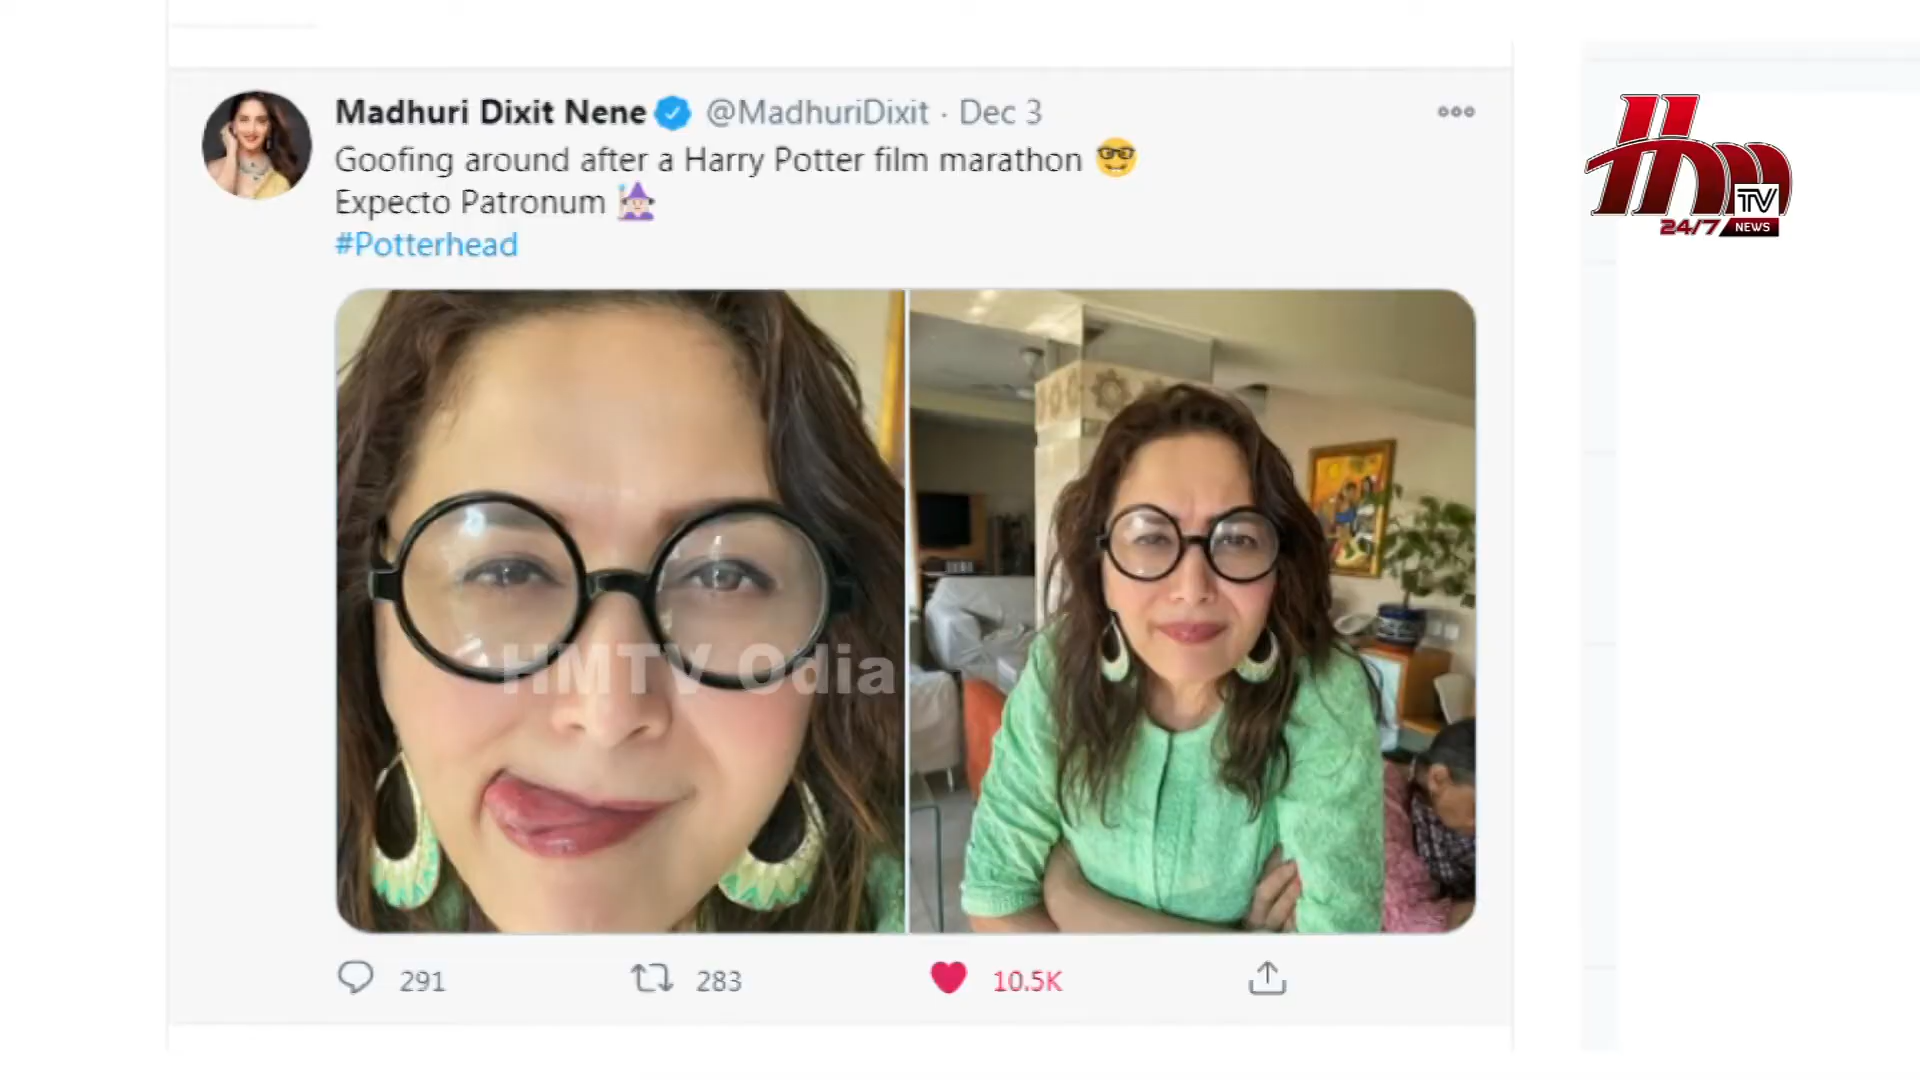 Madhuri Dixit Nene @MadhuriDixit · Dec 3
Goofing around after a Harry Potter film marathon 🤓
Expecto Patronum 🧙🏻‍♀️
#Potterhead
HMTV Odia
291 283 10.5K
Hm
TV
24/7 NEWS